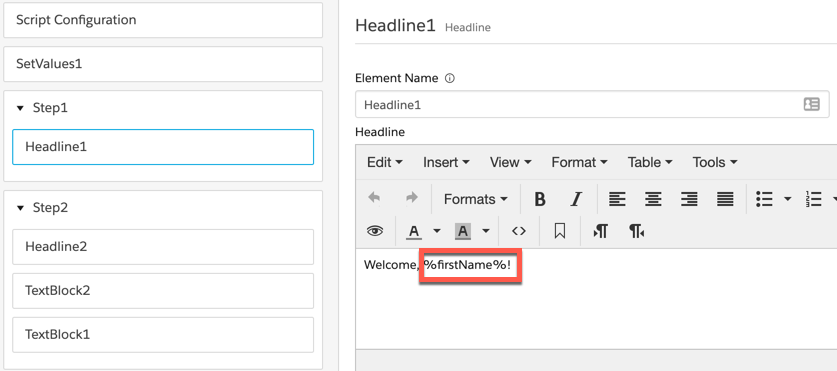 Script Configuration
SetValues1
Step1
Headline1
Step2
Headline2
TextBlock2
TextBlock1
Headline1 Headline
Element Name
Headline1
Headline
Edit Insert View Format Table Tools
Formats B I
A A
Welcome, %firstName%!